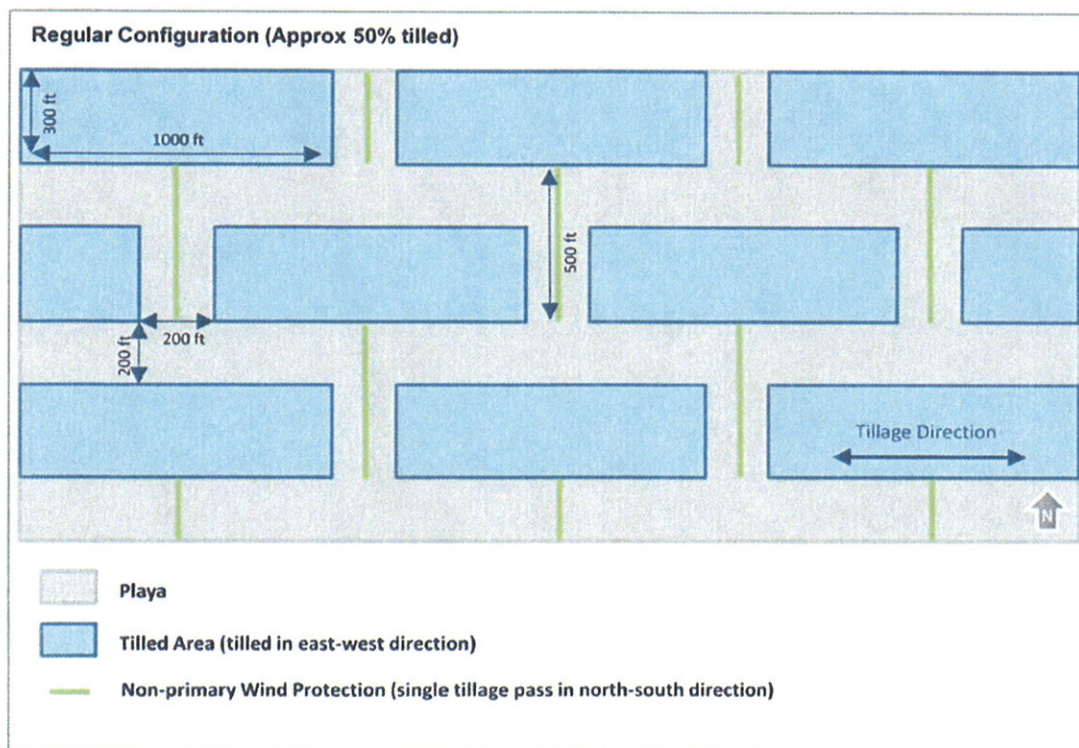 Regular Configuration (Approx 50% tilled)
300 ft
1000 ft
500 ft
200 ft
200 ft
Tillage Direction
N
Playa
Tilled Area (tilled in east-west direction)
Non-primary Wind Protection (single tillage pass in north-south direction)